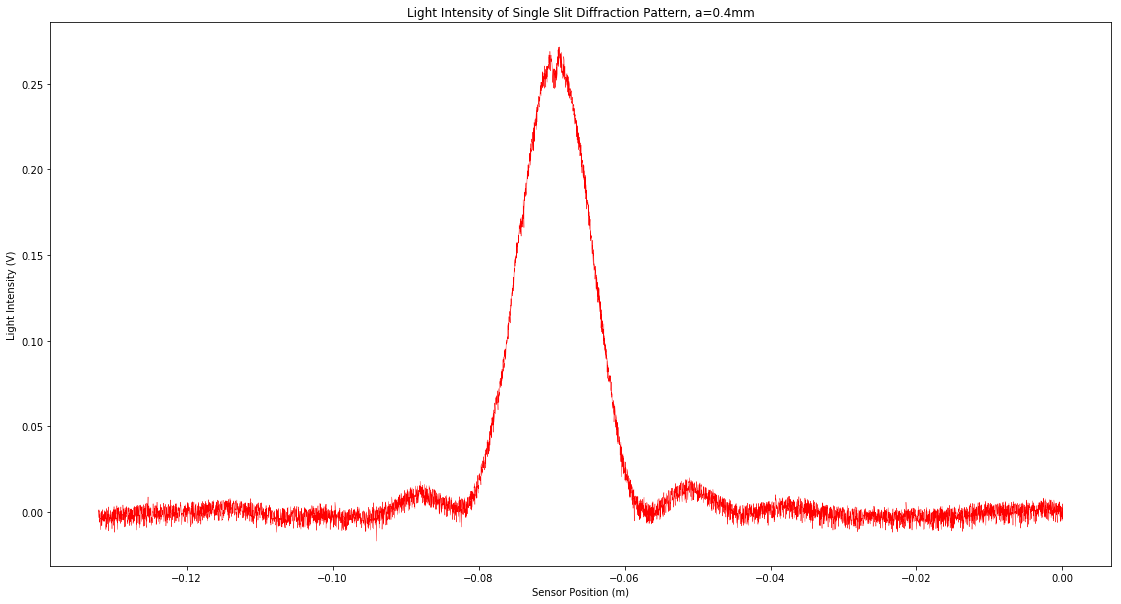 Light Intensity of Single Slit Diffraction Pattern, a=0.4mm
0.25
0.20
0.15
0.10
0.05
0.00
Light Intensity (V)
−0.12 −0.10 −0.08 −0.06 −0.04 −0.02 0.00
Sensor Position (m)